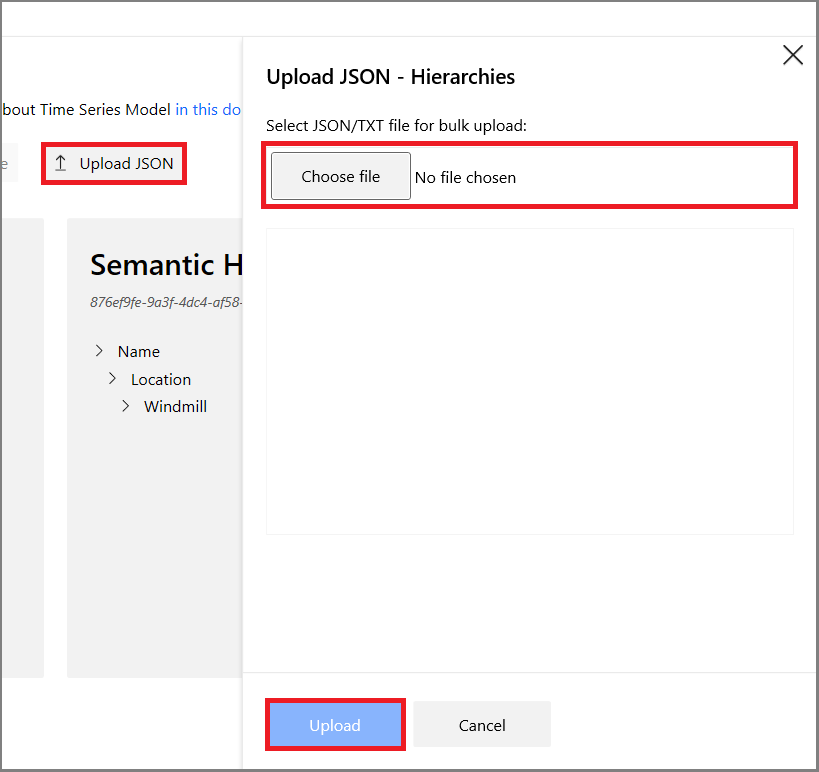 Upload JSON - Hierarchies
bout Time Series Model in this do
Select JSON/TXT file for bulk upload:
e
Upload JSON
Choose file
No file chosen
Semantic H
876ef9fe-9a3f-4dc4-af58-
Name
Location
Windmill
Upload
Cancel